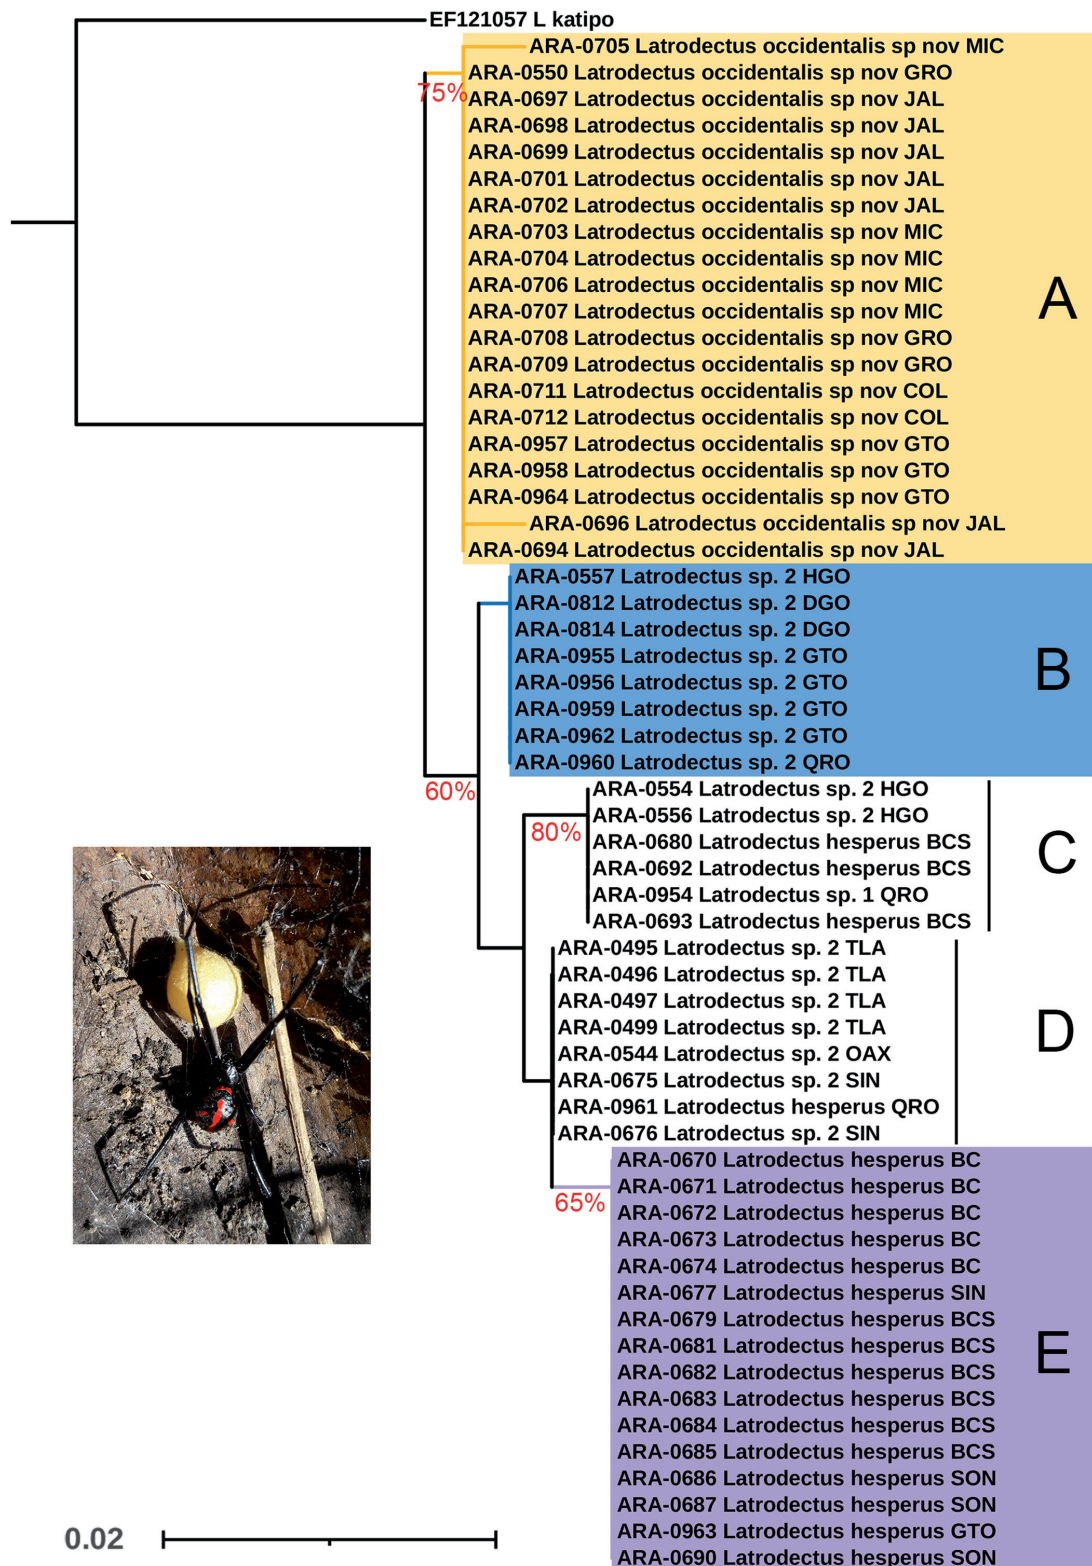 EF121057 L katipo
ARA-0705 Latrodectus occidentalis sp nov MIC
ARA-0550 Latrodectus occidentalis sp nov GRO
75%
ARA-0697 Latrodectus occidentalis sp nov JAL
ARA-0698 Latrodectus occidentalis sp nov JAL
ARA-0699 Latrodectus occidentalis sp nov JAL
ARA-0701 Latrodectus occidentalis sp nov JAL
ARA-0702 Latrodectus occidentalis sp nov JAL
ARA-0703 Latrodectus occidentalis sp nov MIC
ARA-0704 Latrodectus occidentalis sp nov MIC
ARA-0706 Latrodectus occidentalis sp nov MIC
A
ARA-0707 Latrodectus occidentalis sp nov MIC
ARA-0708 Latrodectus occidentalis sp nov GRO
ARA-0709 Latrodectus occidentalis sp nov GRO
ARA-0711 Latrodectus occidentalis sp nov COL
ARA-0712 Latrodectus occidentalis sp nov COL
ARA-0957 Latrodectus occidentalis sp nov GTO
ARA-0958 Latrodectus occidentalis sp nov GTO
ARA-0964 Latrodectus occidentalis sp nov GTO
ARA-0696 Latrodectus occidentalis sp nov JAL
ARA-0694 Latrodectus occidentalis sp nov JAL
ARA-0557 Latrodectus sp. 2 HGO
ARA-0812 Latrodectus sp. 2 DGO
ARA-0814 Latrodectus sp. 2 DGO
ARA-0955 Latrodectus sp. 2 GTO
B
ARA-0956 Latrodectus sp. 2 GTO
ARA-0959 Latrodectus sp. 2 GTO
ARA-0962 Latrodectus sp. 2 GTO
ARA-0960 Latrodectus sp. 2 QRO
60%
ARA-0554 Latrodectus sp. 2 HGO
ARA-0556 Latrodectus sp. 2 HGO
80%
ARA-0680 Latrodectus hesperus BCS
C
ARA-0692 Latrodectus hesperus BCS
ARA-0954 Latrodectus sp. 1 QRO
ARA-0693 Latrodectus hesperus BCS
ARA-0495 Latrodectus sp. 2 TLA
ARA-0496 Latrodectus sp. 2 TLA
ARA-0497 Latrodectus sp. 2 TLA
ARA-0499 Latrodectus sp. 2 TLA
D
ARA-0544 Latrodectus sp. 2 OAX
ARA-0675 Latrodectus sp. 2 SIN
ARA-0961 Latrodectus hesperus QRO
ARA-0676 Latrodectus sp. 2 SIN
ARA-0670 Latrodectus hesperus BC
ARA-0671 Latrodectus hesperus BC
65%
ARA-0672 Latrodectus hesperus BC
ARA-0673 Latrodectus hesperus BC
ARA-0674 Latrodectus hesperus BC
ARA-0677 Latrodectus hesperus SIN
ARA-0679 Latrodectus hesperus BCS
ARA-0681 Latrodectus hesperus BCS
E
ARA-0682 Latrodectus hesperus BCS
ARA-0683 Latrodectus hesperus BCS
ARA-0684 Latrodectus hesperus BCS
ARA-0685 Latrodectus hesperus BCS
ARA-0686 Latrodectus hesperus SON
ARA-0687 Latrodectus hesperus SON
ARA-0963 Latrodectus hesperus GTO
ARA-0690 Latrodectus hesperus SON
0.02